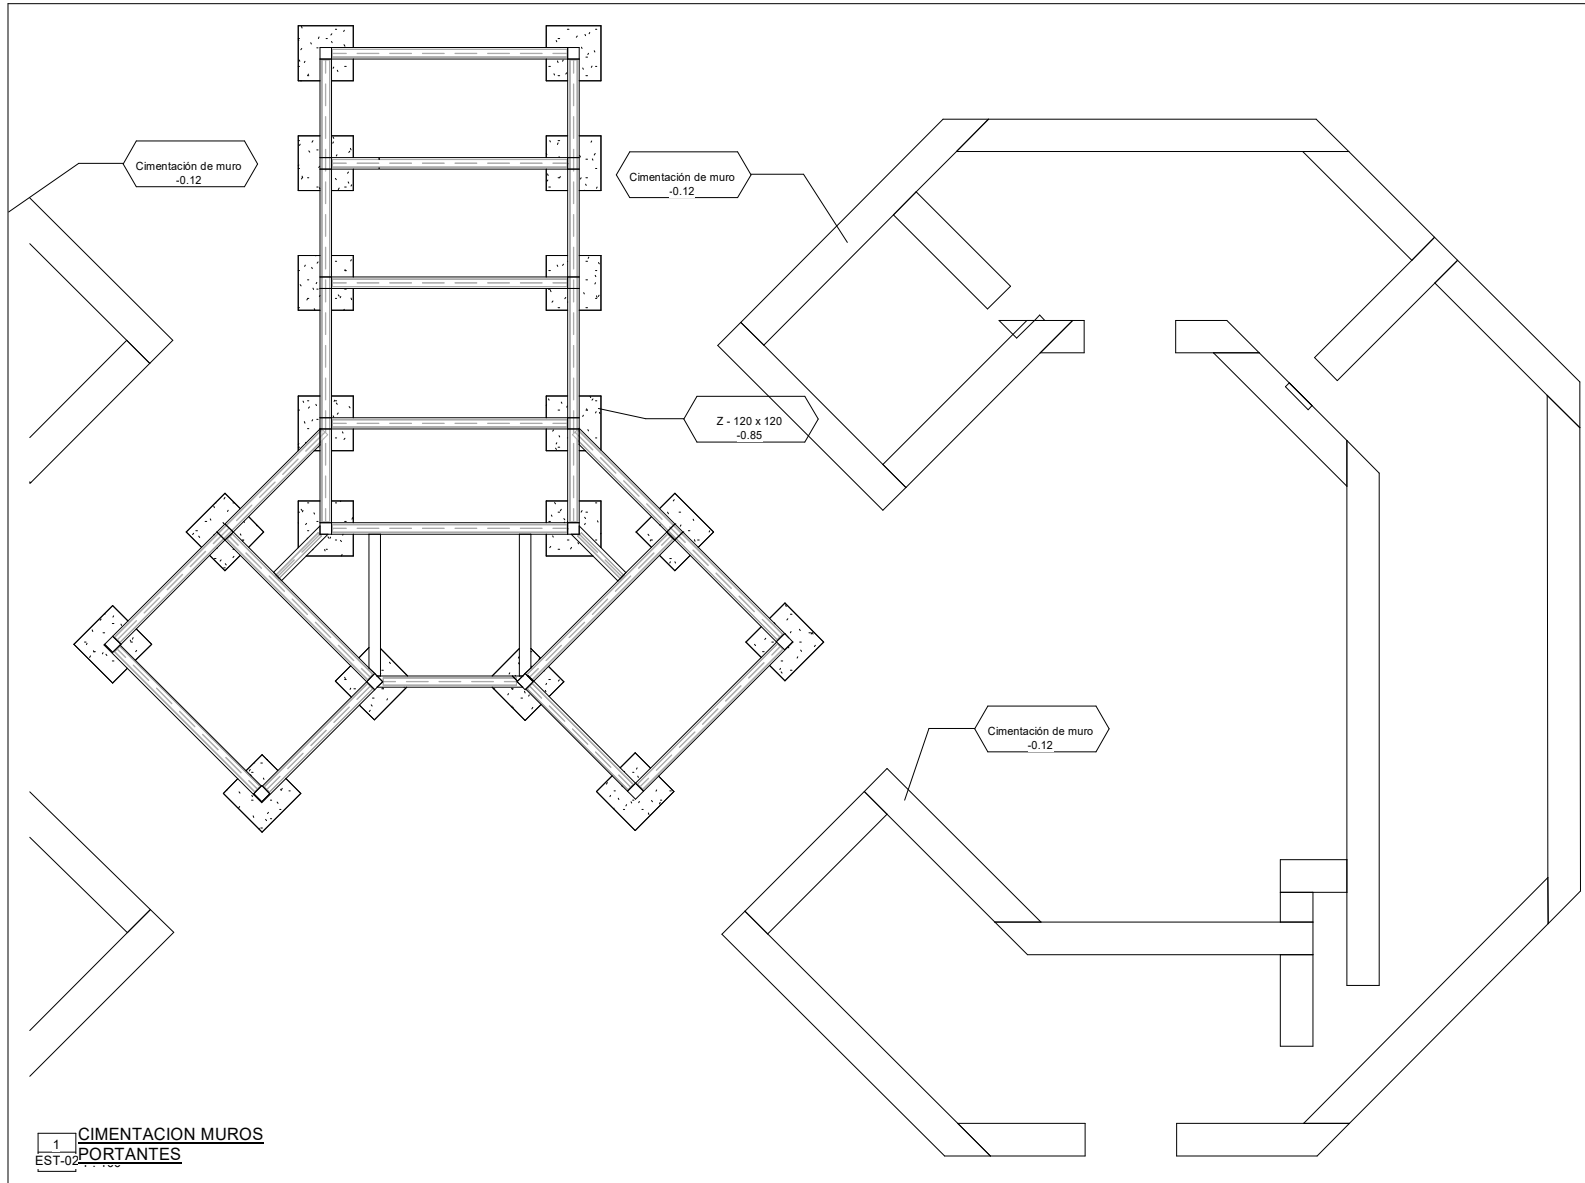 Cimentación de muro
-0.12
Cimentación de muro
-0.12
Z - 120 x 120
-0.85
Cimentación de muro
-0.12
1
EST-02
CIMENTACION MUROS
PORTANTES